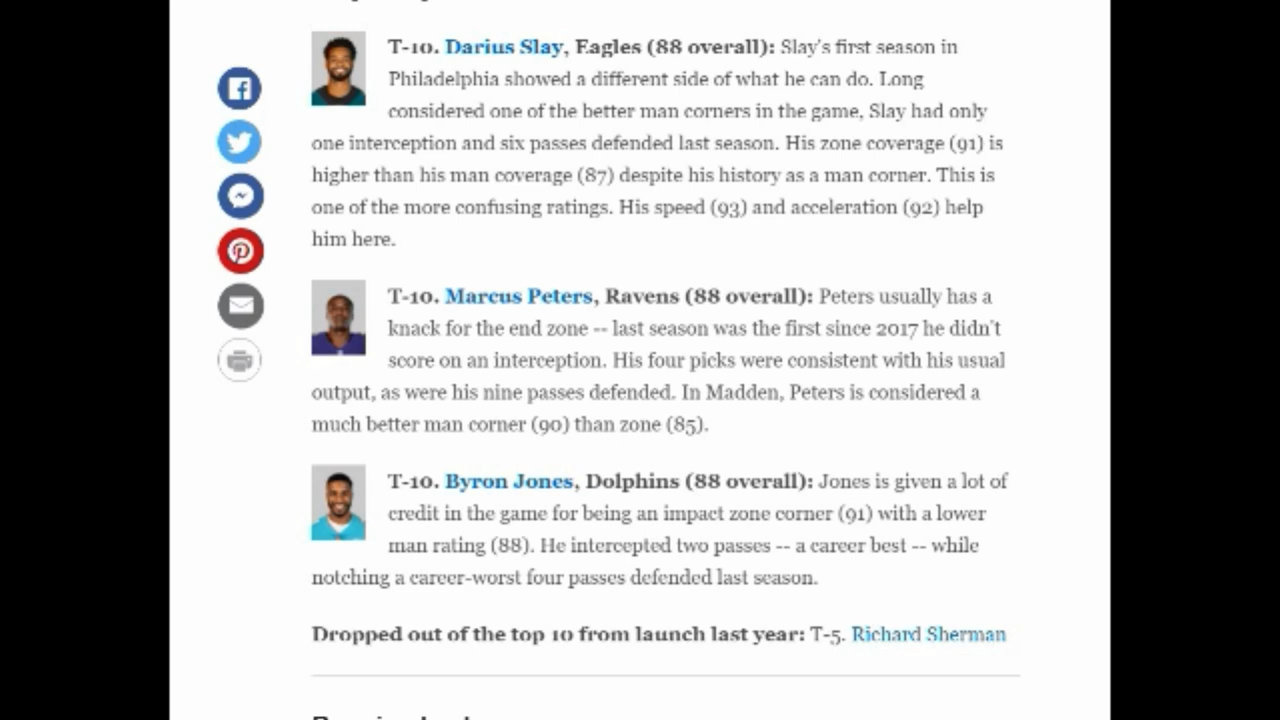 T-10. Darius Slay, Eagles (88 overall): Slay's first season in
Philadelphia showed a different side of what he can do. Long
considered one of the better man corners in the game, Slay had only
one interception and six passes defended last season. His zone coverage (91) is
higher than his man coverage (87) despite his history as a man corner. This is
one of the more confusing ratings. His speed (93) and acceleration (92) help
him here.
T-10. Marcus Peters, Ravens (88 overall): Peters usually has a
knack for the end zone -- last season was the first since 2017 he didn't
score on an interception. His four picks were consistent with his usual
output, as were his nine passes defended. In Madden, Peters is considered a
much better man corner (90) than zone (85).
T-10. Byron Jones, Dolphins (88 overall): Jones is given a lot of
credit in the game for being an impact zone corner (91) with a lower
man rating (88). He intercepted two passes -- a career best -- while
notching a career-worst four passes defended last season.
Dropped out of the top 10 from launch last year: T-5. Richard Sherman